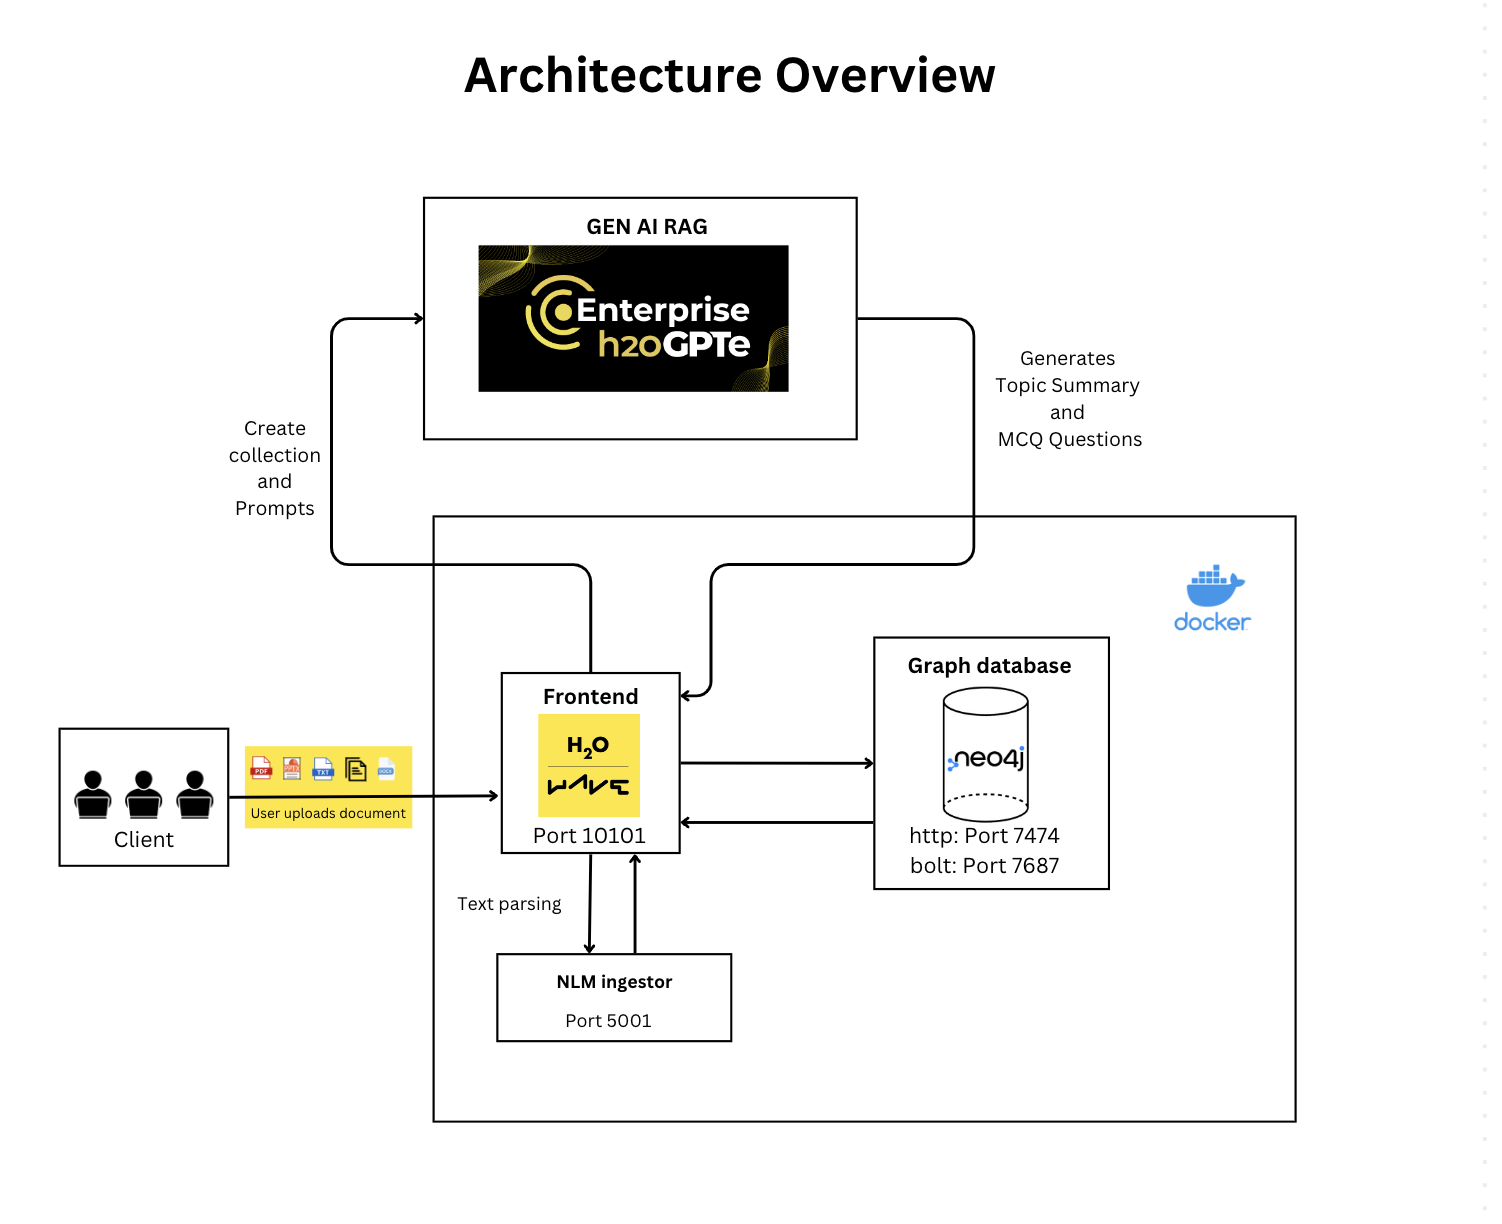 Architecture Overview
GEN AI RAG
Enterprise
h2oGPTe
Generates
Topic Summary
and
MCQ Questions
Create
collection
and
Prompts
docker
Graph database
neo4j
http: Port 7474
bolt: Port 7687
Frontend
H2O
WAVE
Port 10101
PDF
PPTX
TXT
DOCX
User uploads document
Client
Text parsing
NLM ingestor
Port 5001